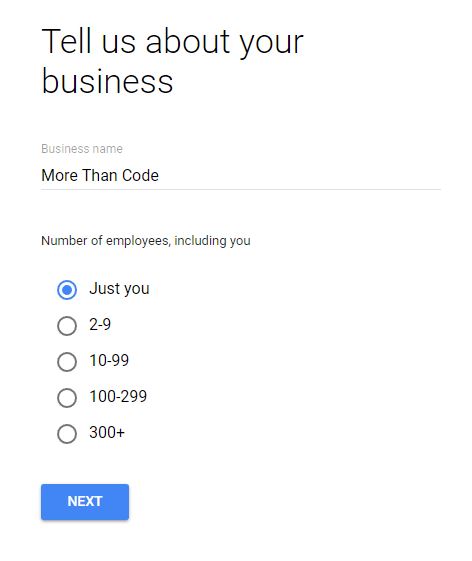 Tell us about your
business
Business name
More Than Code
Number of employees, including you
Just you
2-9
10-99
100-299
300+
NEXT